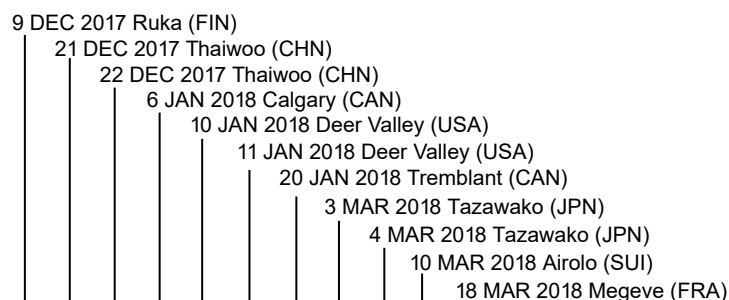 9 DEC 2017 Ruka (FIN)
21 DEC 2017 Thaiwoo (CHN)
22 DEC 2017 Thaiwoo (CHN)
6 JAN 2018 Calgary (CAN)
10 JAN 2018 Deer Valley (USA)
11 JAN 2018 Deer Valley (USA)
20 JAN 2018 Tremblant (CAN)
3 MAR 2018 Tazawako (JPN)
4 MAR 2018 Tazawako (JPN)
10 MAR 2018 Airolo (SUI)
18 MAR 2018 Megeve (FRA)